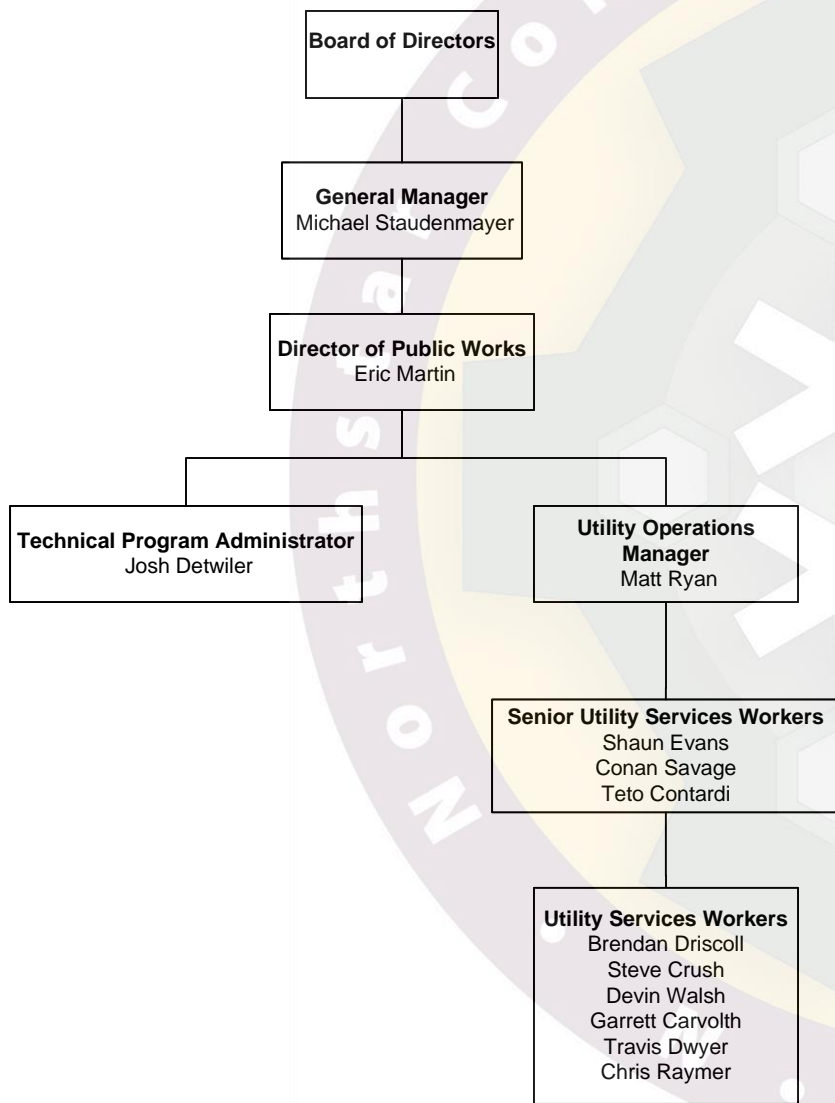 Board of Directors
General Manager
Michael Staudenmayer
Director of Public Works
Eric Martin
Technical Program Administrator
Josh Detwiler
Utility Operations
Manager
Matt Ryan
Senior Utility Services Workers
Shaun Evans
Conan Savage
Teto Contardi
Utility Services Workers
Brendan Driscoll
Steve Crush
Devin Walsh
Garrett Carvolth
Travis Dwyer
Chris Raymer
Northstar Co